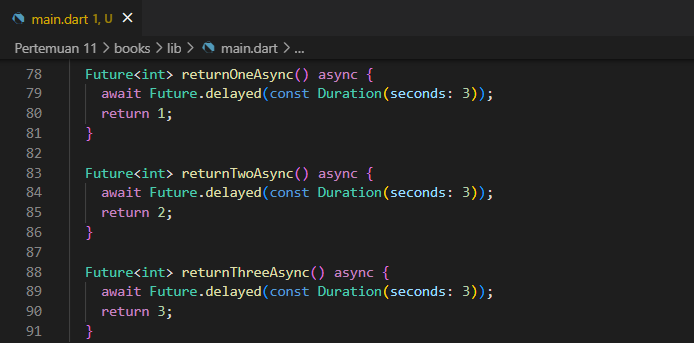 main.dart 1, U
Pertemuan 11 > books > lib > main.dart > ...
78 Future<int> returnOneAsync() async {
79 await Future.delayed(const Duration(seconds: 3));
80 return 1;
81 }
82
83 Future<int> returnTwoAsync() async {
84 await Future.delayed(const Duration(seconds: 3));
85 return 2;
86 }
87
88 Future<int> returnThreeAsync() async {
89 await Future.delayed(const Duration(seconds: 3));
90 return 3;
91 }